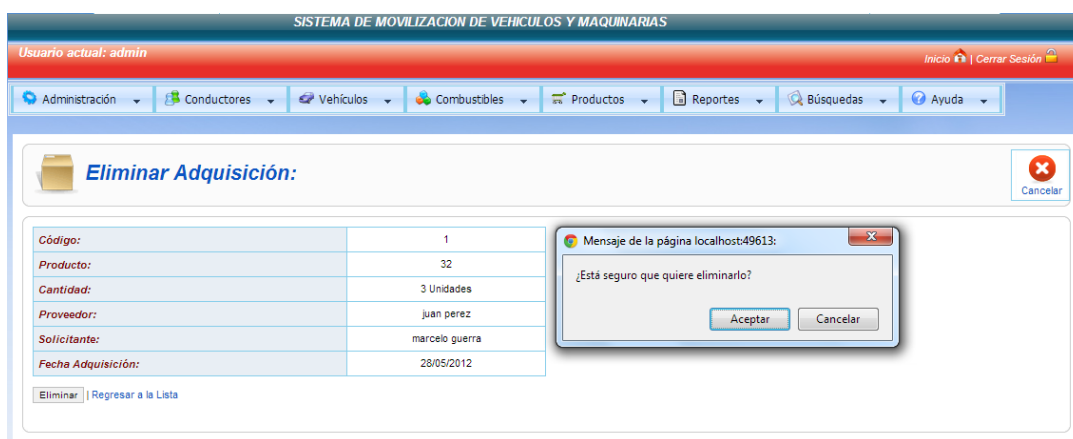 SISTEMA DE MOVILIZACION DE VEHICULOS Y MAQUINARIAS
Usuario actual: admin
Inicio | Cerrar Sesión
Administración Conductores Vehículos Combustibles Productos Reportes Búsquedas Ayuda
Eliminar Adquisición:
Cancelar
Código: 1
Producto: 32
Cantidad: 3 Unidades
Proveedor: juan perez
Solicitante: marcelo guerra
Fecha Adquisición: 28/05/2012
Eliminar | Regresar a la Lista
Mensaje de la página localhost:49613:
¿Está seguro que quiere eliminarlo?
Aceptar Cancelar